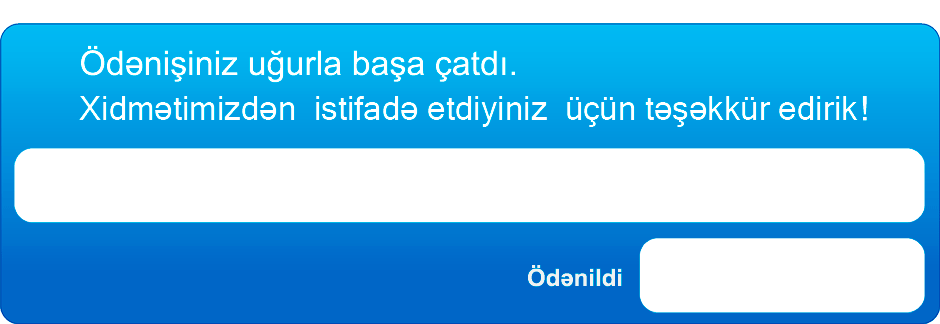 Ödənişiniz uğurla başa çatdı.
Xidmətimizdən istifadə etdiyiniz üçün təşəkkür edirik!
Ödənildi